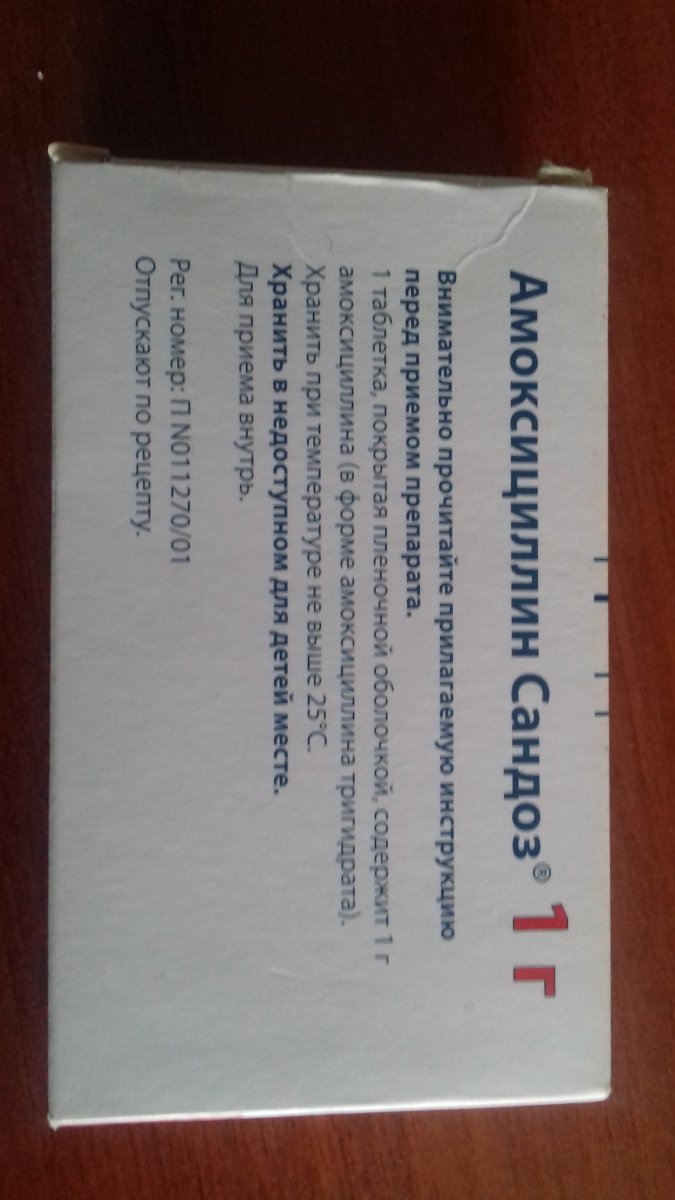 Амоксициллин Сандоз® 1 г
Внимательно прочитайте прилагаемую инструкцию
перед приемом препарата.
1 таблетка, покрытая пленочной оболочкой, содержит 1 г
амоксициллина (в форме амоксициллина тригидрата).
Хранить при температуре не выше 25°C.
Хранить в недоступном для детей месте.
Для приема внутрь.
Рег. номер: П N011270/01
Отпускают по рецепту.